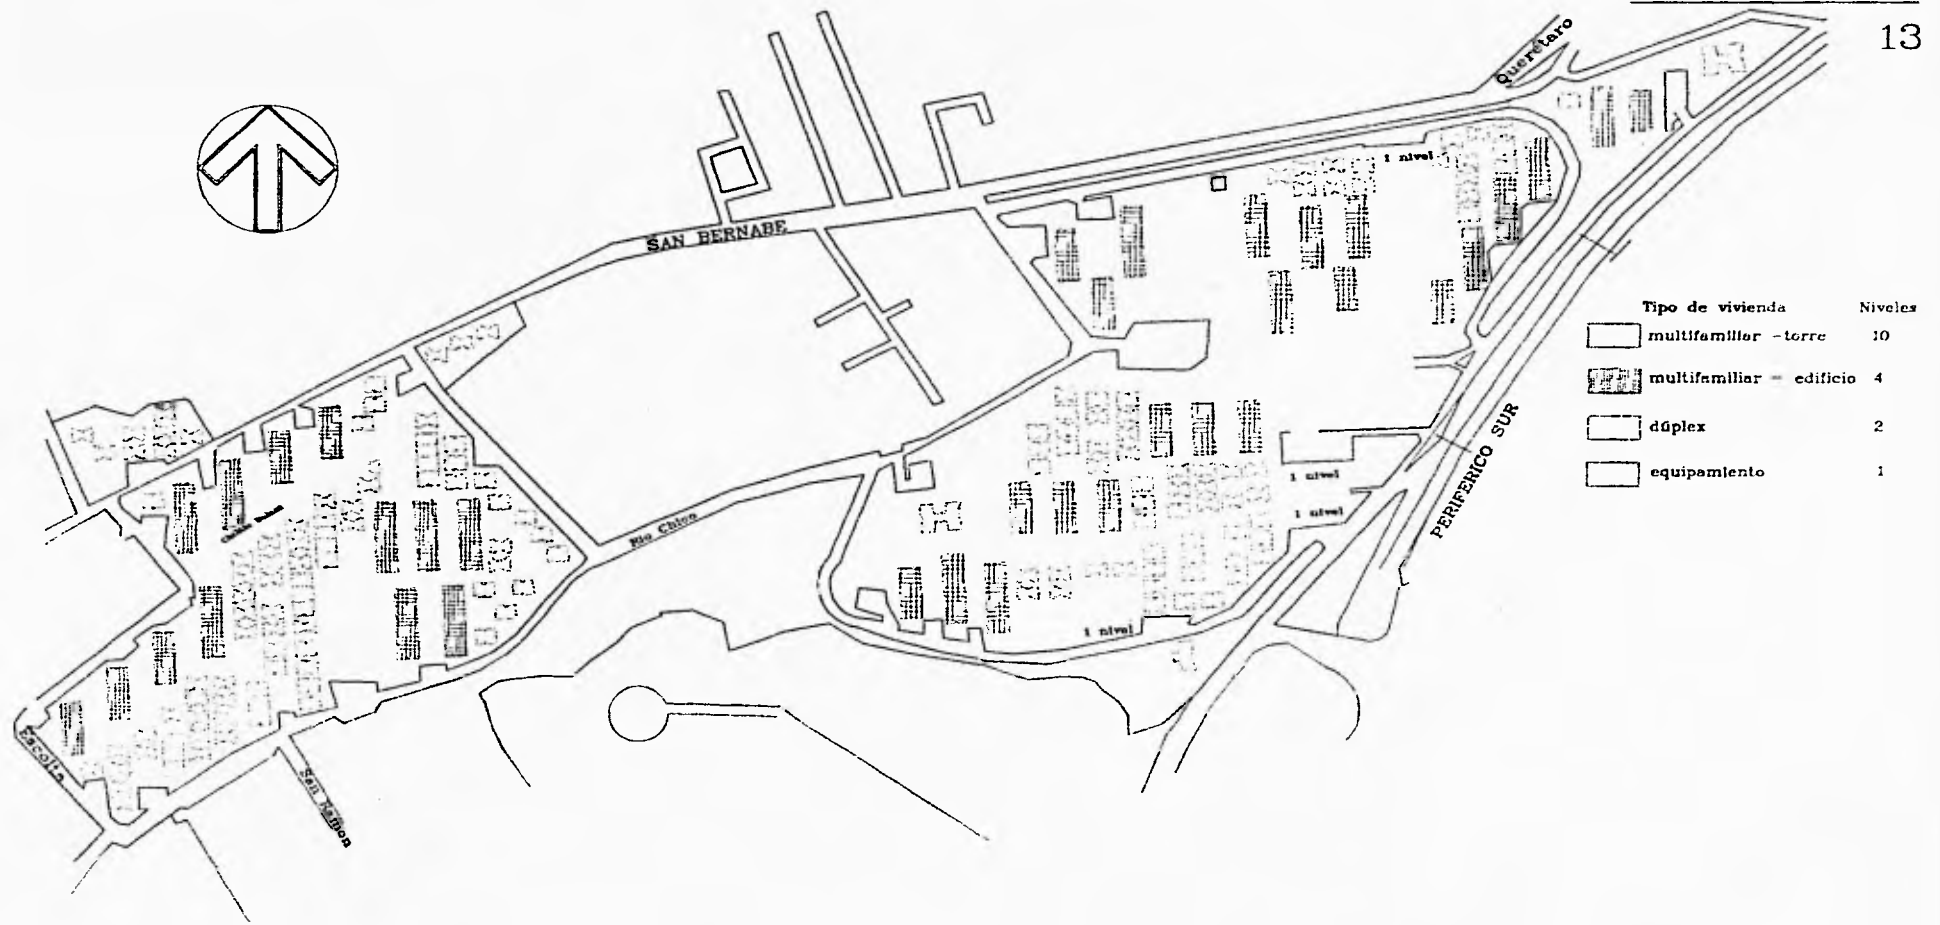 13
Querétaro
SAN BERNABE
1 nivel
Tipo de vivienda Niveles
multifamiliar - torre 10
multifamiliar - edificio 4
dúplex 2
equipamiento 1
PERIFERICO SUR
1 nivel
1 nivel
Rio Chico
1 nivel
Escolta
San Ramon